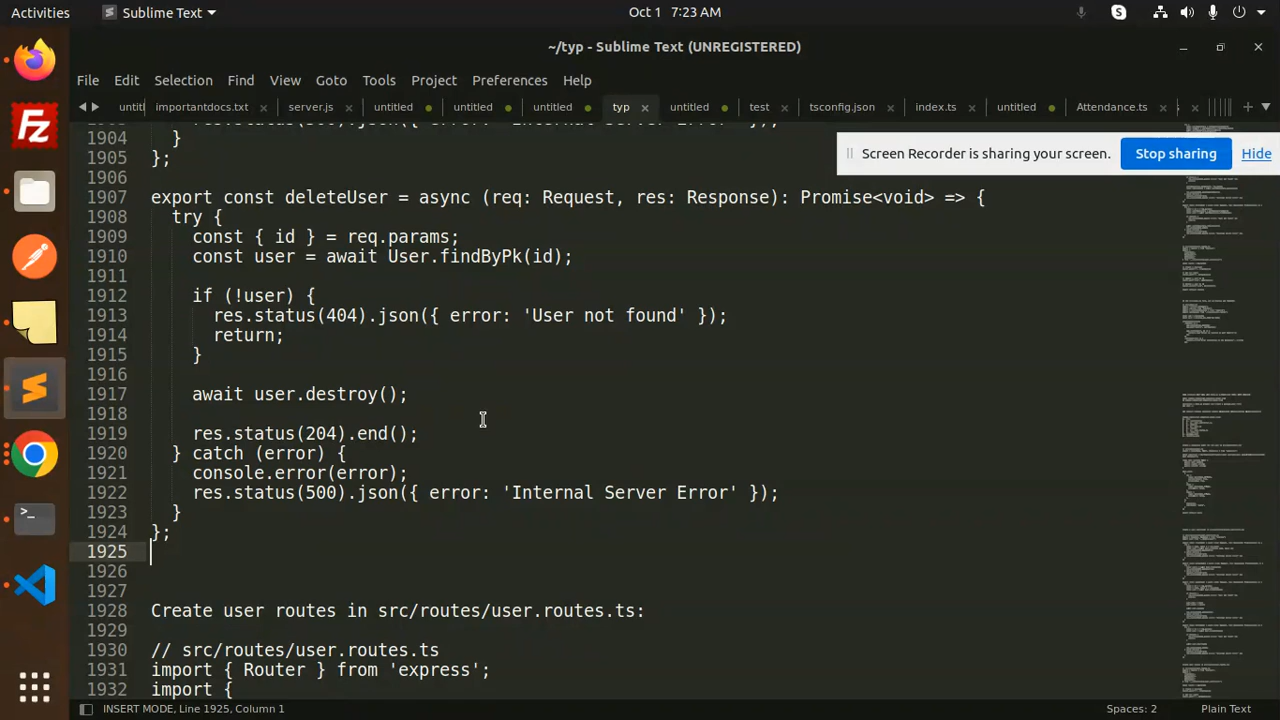 Activities
Sublime Text
Oct 1 7:23 AM
~/typ - Sublime Text (UNREGISTERED)
File Edit Selection Find View Goto Tools Project Preferences Help
untitl importantdocs.txt server.js untitled untitled untitled typ untitled test tsconfig.json index.ts untitled Attendance.ts
Screen Recorder is sharing your screen. Stop sharing Hide
1904 }
1905 };
1906
1907 export const deleteUser = async (req: Request, res: Response): Promise<void> => {
1908 try {
1909 const { id } = req.params;
1910 const user = await User.findByPk(id);
1911
1912 if (!user) {
1913 res.status(404).json({ error: 'User not found' });
1914 return;
1915 }
1916
1917 await user.destroy();
1918
1919 res.status(204).end();
1920 } catch (error) {
1921 console.error(error);
1922 res.status(500).json({ error: 'Internal Server Error' });
1923 }
1924 };
1925
1926
1927
1928 Create user routes in src/routes/user.routes.ts:
1929
1930 // src/routes/user.routes.ts
1931 import { Router } from 'express';
1932 import {
INSERT MODE, Line 1925, Column 1
Spaces: 2
Plain Text